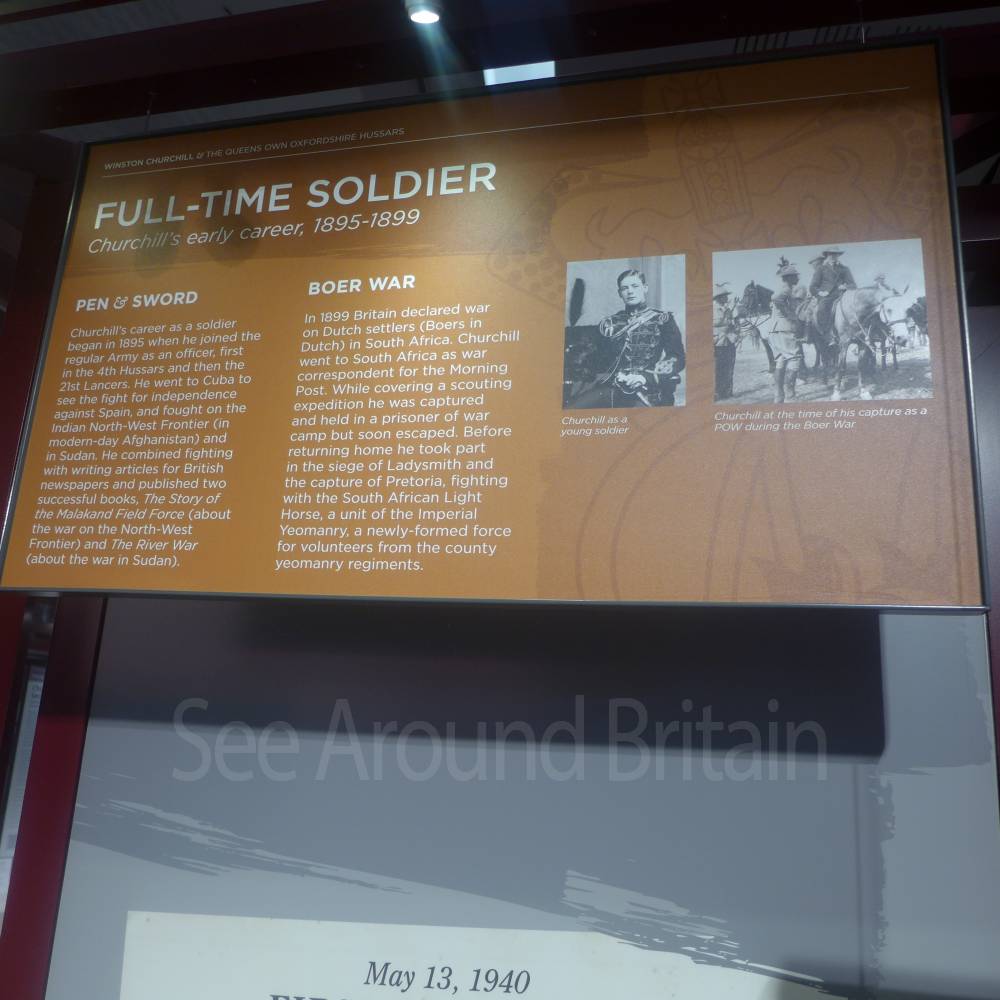 WINSTON CHURCHILL & THE QUEENS OWN OXFORDSHIRE HUSSARS
FULL-TIME SOLDIER
Churchill's early career, 1895-1899
PEN & SWORD
Churchill's career as a soldier
began in 1895 when he joined the
regular Army as an officer, first
in the 4th Hussars and then the
21st Lancers. He went to Cuba to
see the fight for independence
against Spain, and fought on the
Indian North-West Frontier (in
modern-day Afghanistan) and
in Sudan. He combined fighting
with writing articles for British
newspapers and published two
successful books, The Story of
the Malakand Field Force (about
the war on the North-West
Frontier) and The River War
(about the war in Sudan).
BOER WAR
In 1899 Britain declared war
on Dutch settlers (Boers in
Dutch) in South Africa. Churchill
went to South Africa as war
correspondent for the Morning
Post. While covering a scouting
expedition he was captured
and held in a prisoner of war
camp but soon escaped. Before
returning home he took part
in the siege of Ladysmith and
the capture of Pretoria, fighting
with the South African Light
Horse, a unit of the Imperial
Yeomanry, a newly-formed force
for volunteers from the county
yeomanry regiments.
Churchill as a
young soldier
Churchill at the time of his capture as a
POW during the Boer War
See Around Britain
May 13, 1940